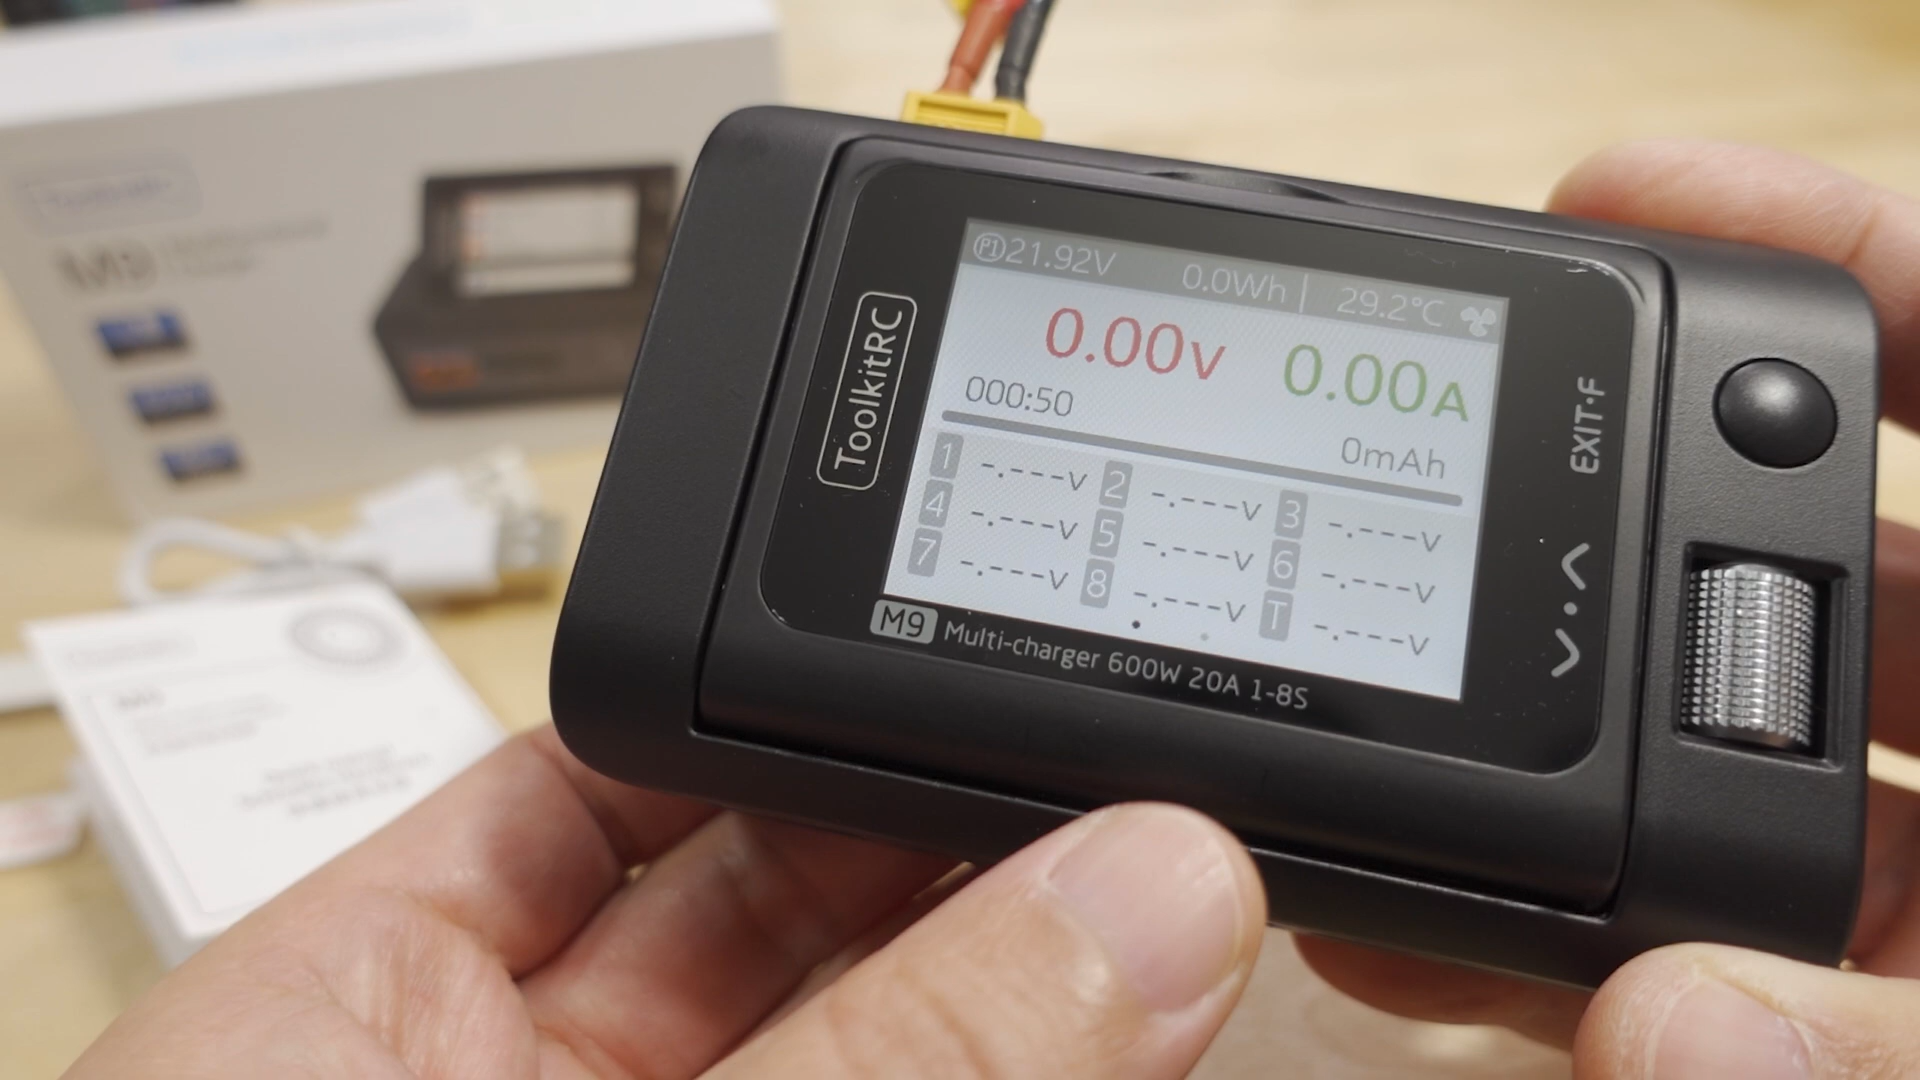 M9
ToolkitRC
P1 21.92V 0.0Wh | 29.2°C
0.00V 0.00A
000:50
0mAh
1 -.---V 2 -.---V 3 -.---V
4 -.---V 5 -.---V 6 -.---V
7 -.---V 8 -.---V T -.---V
M9 Multi-charger 600W 20A 1-8S
EXIT·F